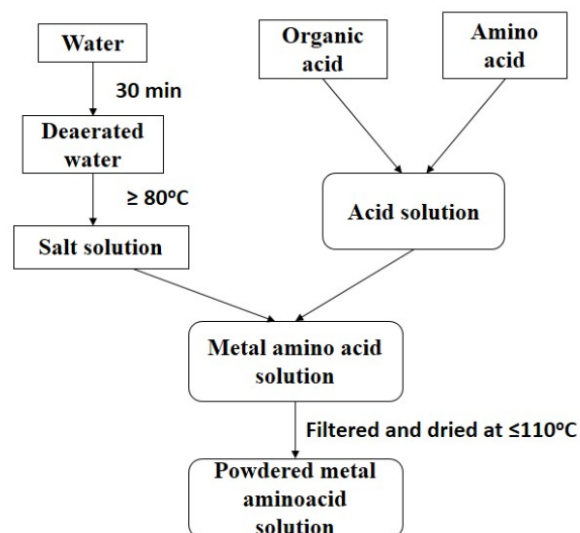 Water
Organic
acid
Amino
acid
30 min
Deaerated
water
≥ 80ºC
Salt solution
Acid solution
Metal amino acid
solution
Filtered and dried at ≤110ºC
Powdered metal
aminoacid
solution